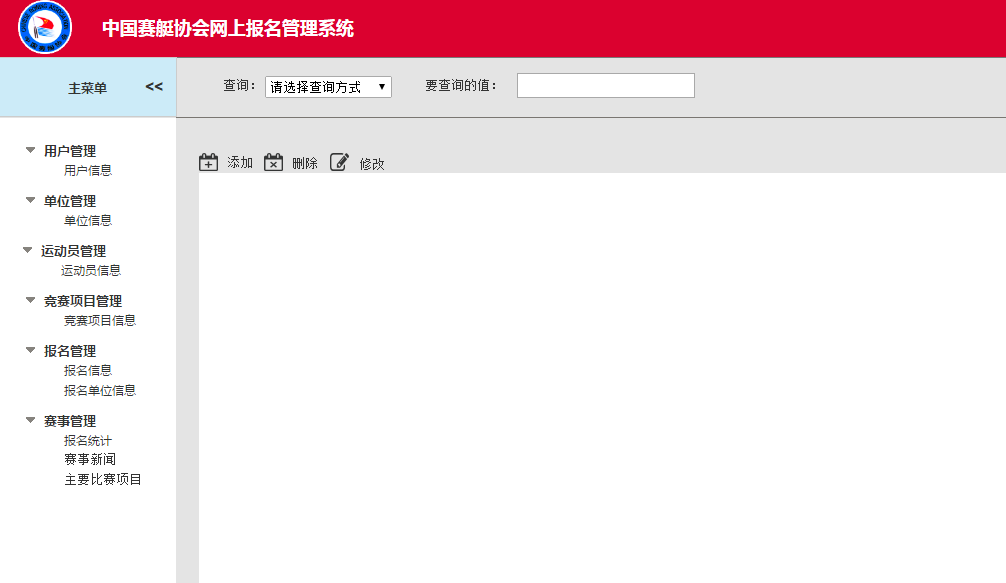 中国赛艇协会网上报名管理系统
主菜单 <<
查询： 请选择查询方式 要查询的值：
添加 删除 修改
用户管理
用户信息
单位管理
单位信息
运动员管理
运动员信息
竞赛项目管理
竞赛项目信息
报名管理
报名信息
报名单位信息
赛事管理
报名统计
赛事新闻
主要比赛项目